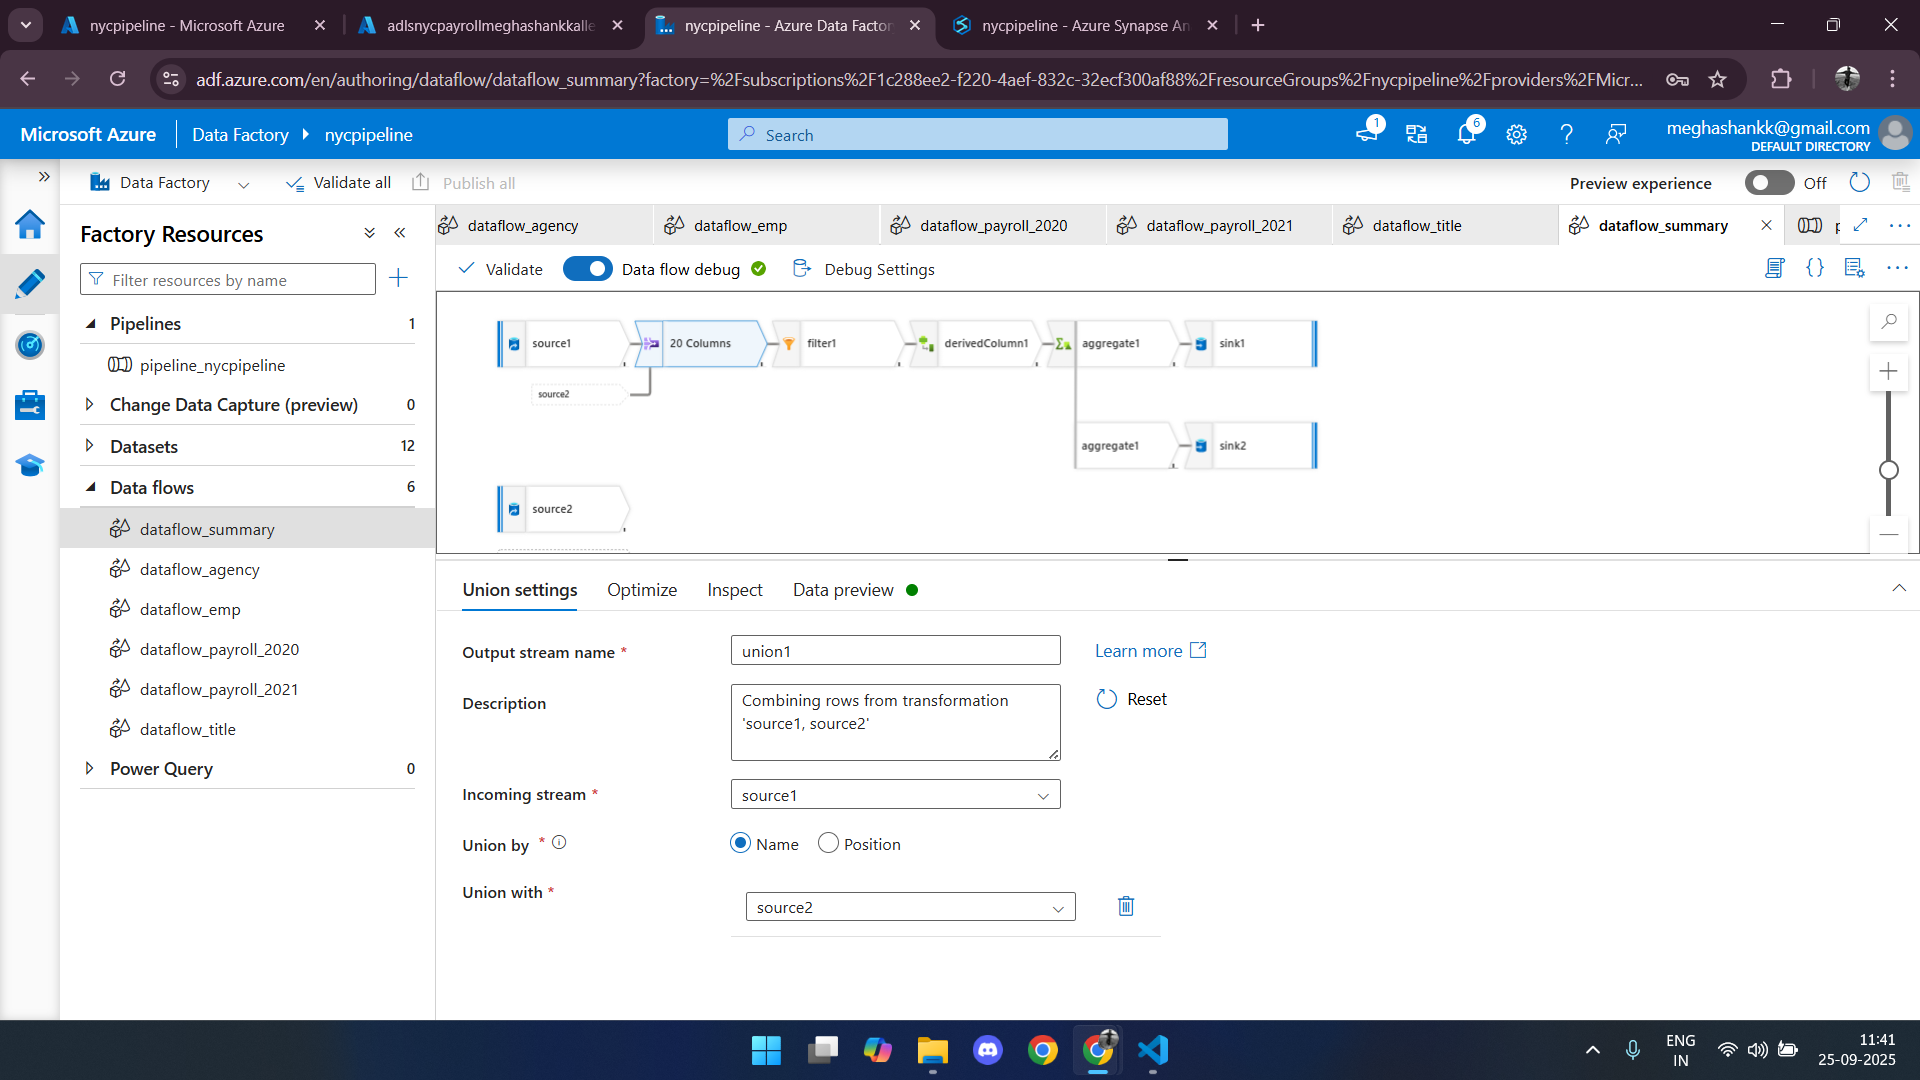 nycpipeline - Microsoft Azure
adlsnycpayrollmeghashankkalle
nycpipeline - Azure Data Factor
nycpipeline - Azure Synapse An
adf.azure.com/en/authoring/dataflow/dataflow_summary?factory=%2Fsubscriptions%2F1c288ee2-f220-4aef-832c-32ecf300af88%2FresourceGroups%2Fnycpipeline%2Fproviders%2FMicr...
Microsoft Azure
Data Factory
nycpipeline
Search
1
6
meghashankk@gmail.com
DEFAULT DIRECTORY
Data Factory
Validate all
Publish all
Preview experience
Off
Factory Resources
Filter resources by name
Pipelines 1
pipeline_nycpipeline
Change Data Capture (preview) 0
Datasets 12
Data flows 6
dataflow_summary
dataflow_agency
dataflow_emp
dataflow_payroll_2020
dataflow_payroll_2021
dataflow_title
Power Query 0
dataflow_agency
dataflow_emp
dataflow_payroll_2020
dataflow_payroll_2021
dataflow_title
dataflow_summary
p
Validate
Data flow debug
Debug Settings
source1
20 Columns
filter1
derivedColumn1
aggregate1
sink1
source2
aggregate1
sink2
source2
Union settings
Optimize
Inspect
Data preview
Output stream name *
union1
Learn more
Description
Combining rows from transformation
'source1, source2'
Reset
Incoming stream *
source1
Union by *
Name
Position
Union with *
source2
ENG
IN
11:41
25-09-2025